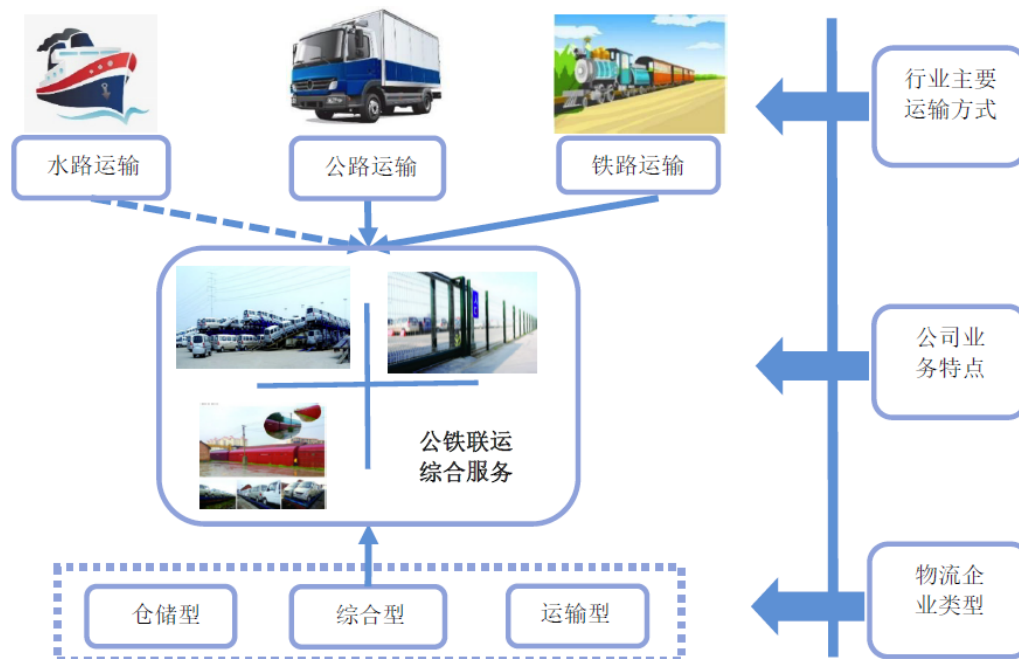 水路运输
公路运输
铁路运输
行业主要
运输方式
公铁联运
综合服务
公司业
务特点
仓储型
综合型
运输型
物流企
业类型